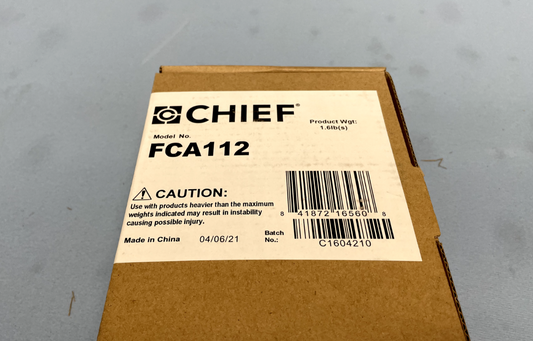 CHIEF®
Product Wgt:
1.6lb(s)
Model No.
FCA112
CAUTION:
Use with products heavier than the maximum
weights indicated may result in instability
causing possible injury.
8 41872 16560 8
Made in China 04/06/21
Batch
No.:
C1604210